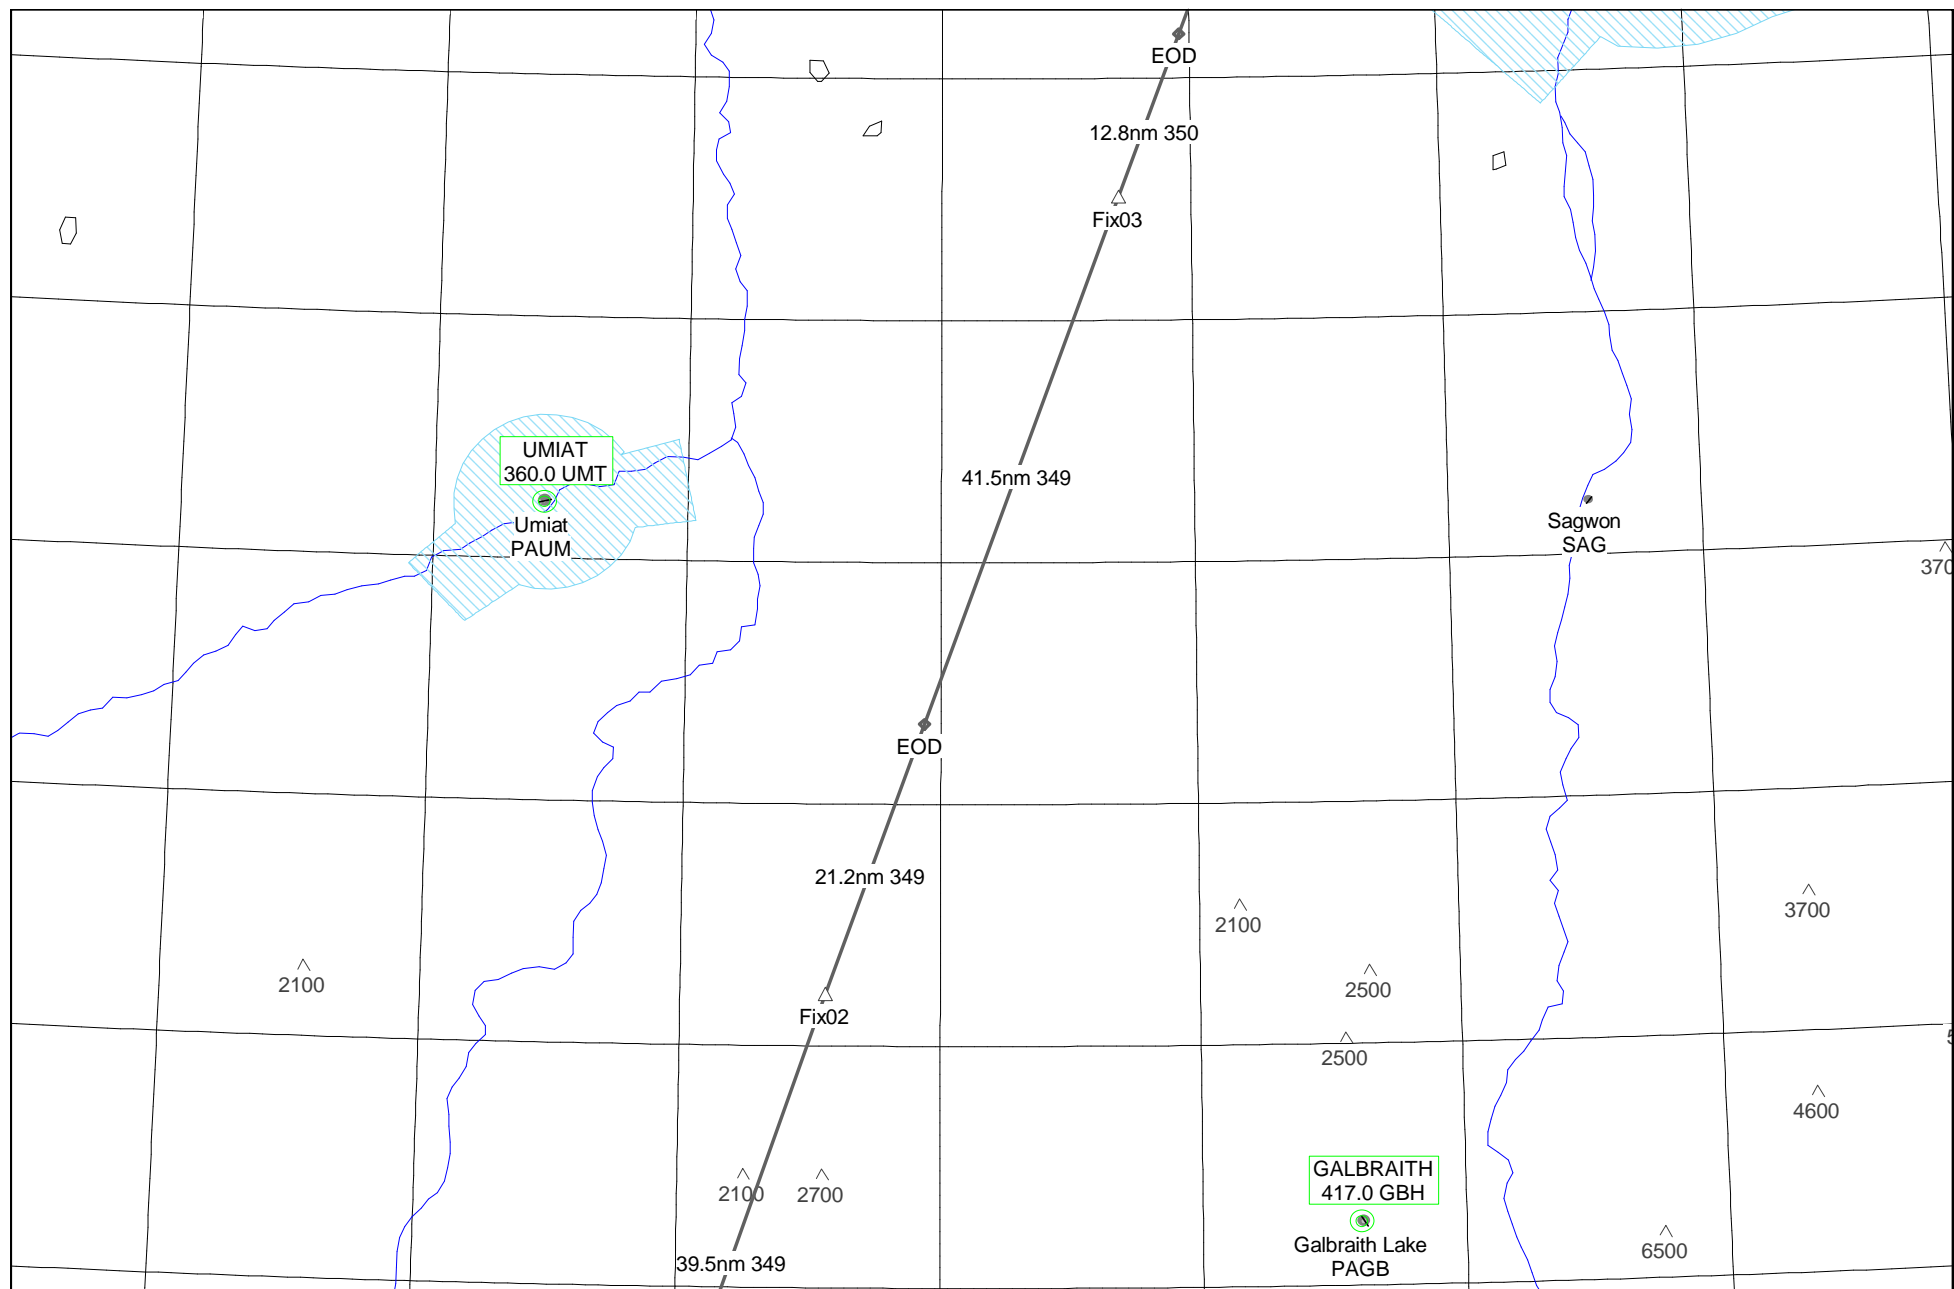 EOD
12.8nm 350
Fix03
UMIAT
360.0 UMT
41.5nm 349
Umiat
PAUM
Sagwon
SAG
370
EOD
21.2nm 349
3700
2100
2100
2500
Fix02
2500
4600
GALBRAITH
417.0 GBH
2100
2700
Galbraith Lake
PAGB
6500
39.5nm 349